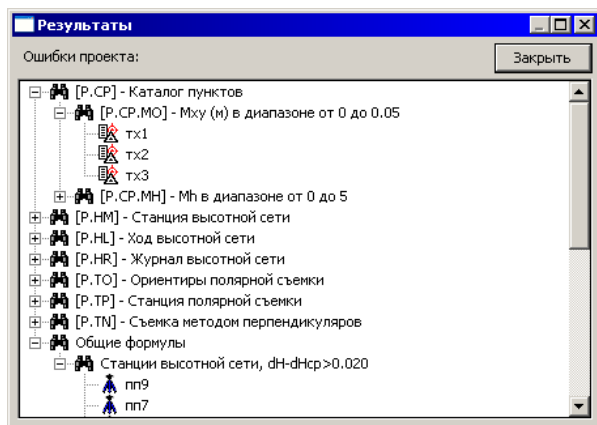 Результаты
Ошибки проекта:
Закрыть
[P.CP] - Каталог пунктов
[P.CP.MO] - Mxy (м) в диапазоне от 0 до 0.05
тх1
тх2
тх3
[P.CP.MH] - Mh в диапазоне от 0 до 5
[P.HM] - Станция высотной сети
[P.HL] - Ход высотной сети
[P.HR] - Журнал высотной сети
[P.TO] - Ориентиры полярной съемки
[P.TP] - Станция полярной съемки
[P.TN] - Съемка методом перпендикуляров
Общие формулы
Станции высотной сети, dH-dHcp>0.020
пп9
пп7